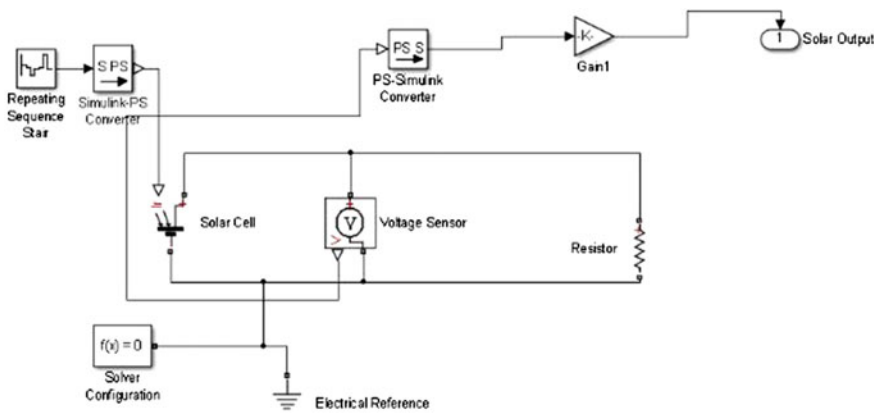 S PS
Repeating
Sequence
Stair
Simulink-PS
Converter
PS S
PS-Simulink
Converter
-K-
Gain1
1
Solar Output
Solar Cell
V
Voltage Sensor
Resistor
f(x) = 0
Solver
Configuration
Electrical Reference